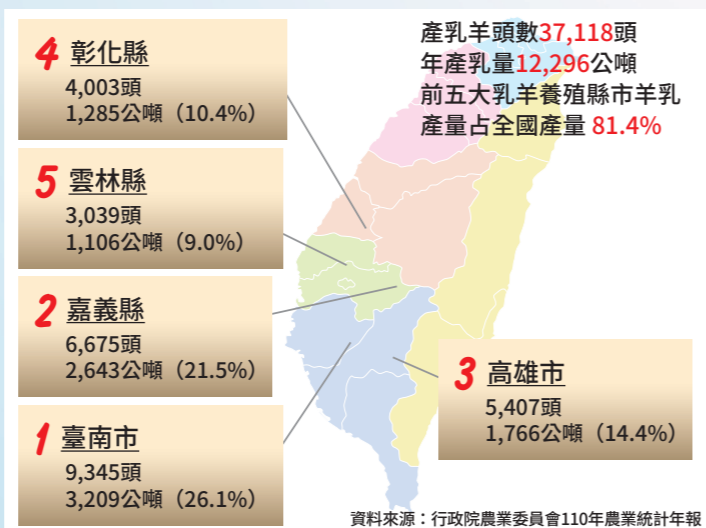 產乳羊頭數37,118頭
年產乳量12,296公噸
前五大乳羊養殖縣市羊乳
產量占全國產量 81.4%
4 彰化縣
4,003頭
1,285公噸（10.4%）
5 雲林縣
3,039頭
1,106公噸（9.0%）
2 嘉義縣
6,675頭
2,643公噸（21.5%）
3 高雄市
5,407頭
1,766公噸（14.4%）
1 臺南市
9,345頭
3,209公噸（26.1%）
資料來源：行政院農業委員會110年農業統計年報